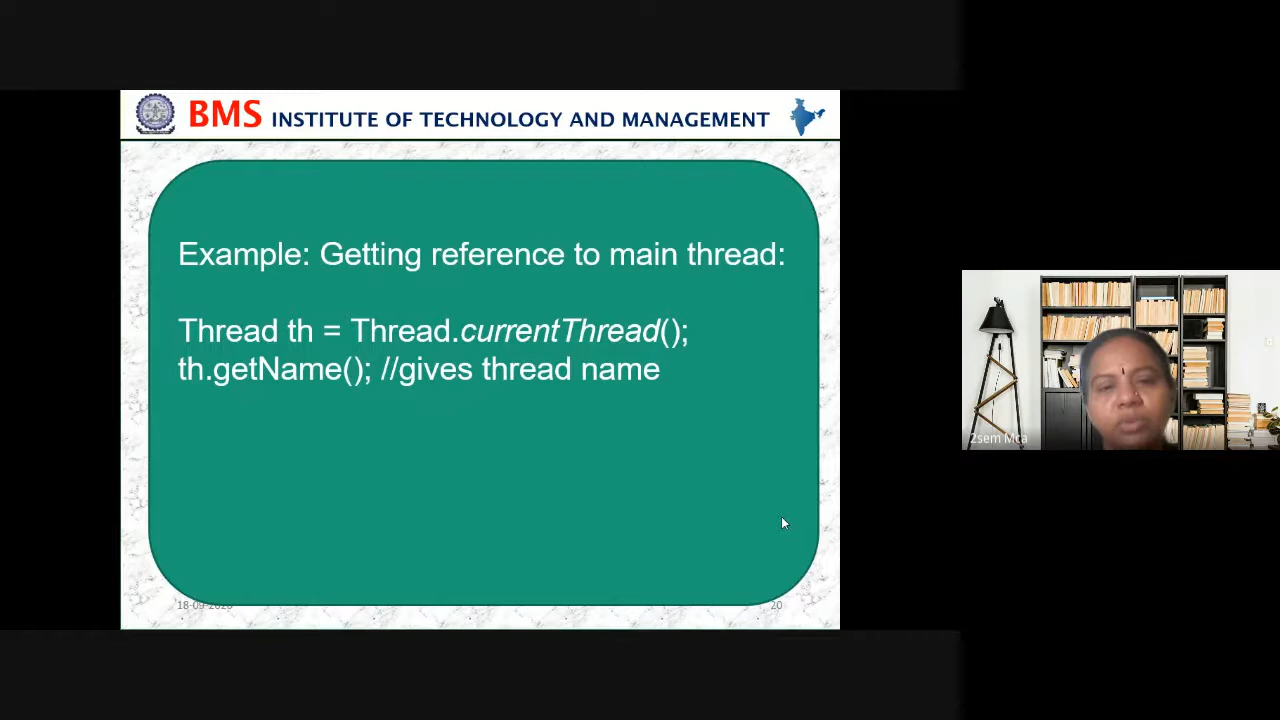 BMS INSTITUTE OF TECHNOLOGY AND MANAGEMENT
Example: Getting reference to main thread:
Thread th = Thread.currentThread();
th.getName(); //gives thread name
20
2sem Mca